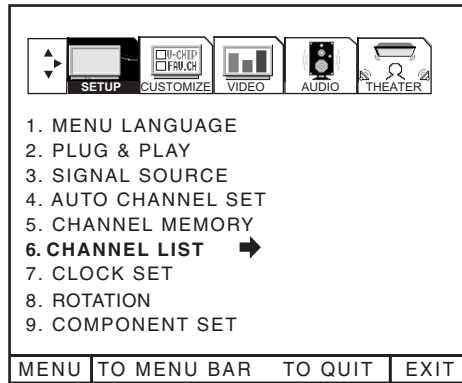 V-CHIP
FAV.CH
SETUP CUSTOMIZE VIDEO AUDIO THEATER
1. MENU LANGUAGE
2. PLUG & PLAY
3. SIGNAL SOURCE
4. AUTO CHANNEL SET
5. CHANNEL MEMORY
6. CHANNEL LIST
7. CLOCK SET
8. ROTATION
9. COMPONENT SET
MENU TO MENU BAR TO QUIT EXIT